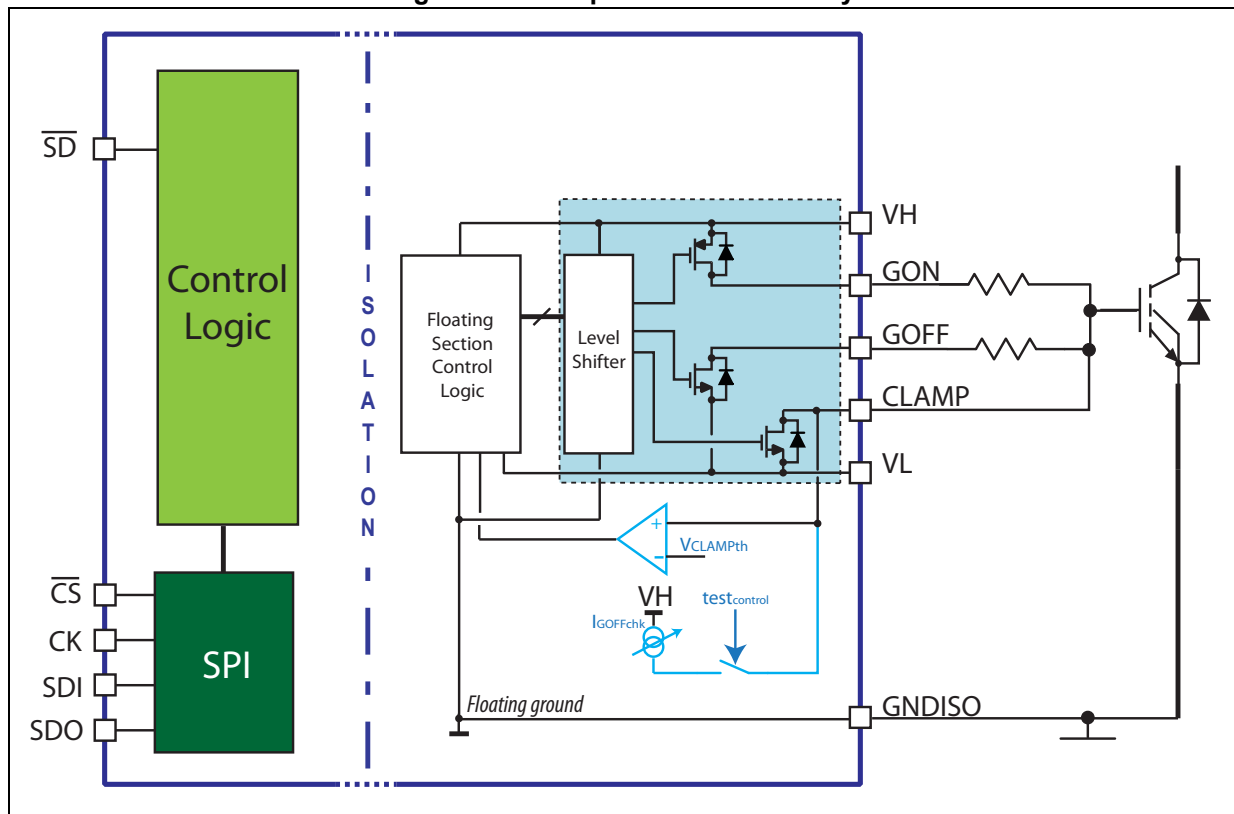 SD
Control
Logic
CS
CK
SDI
SDO
SPI
ISOLATION
Floating
Section
Control
Logic
Level
Shifter
VH
GON
GOFF
CLAMP
VL
+
VCLAMPth
-
VH
IGOFFchk
testcontrol
Floating ground
GNDISO